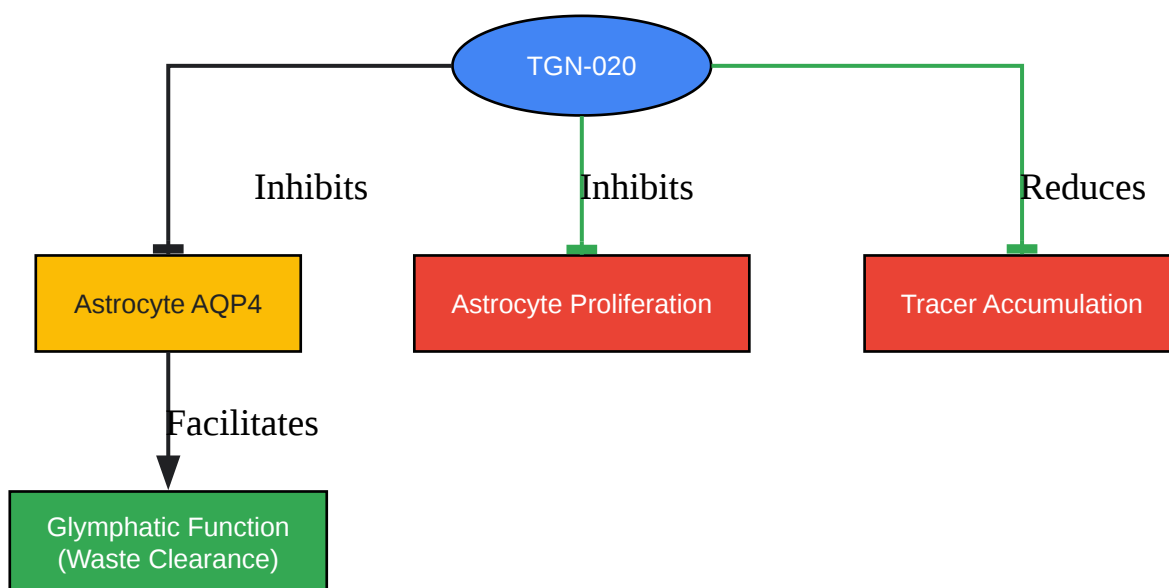 TGN-020
Inhibits
Inhibits
Reduces
Astrocyte AQP4
Astrocyte Proliferation
Tracer Accumulation
Facilitates
Glymphatic Function
(Waste Clearance)